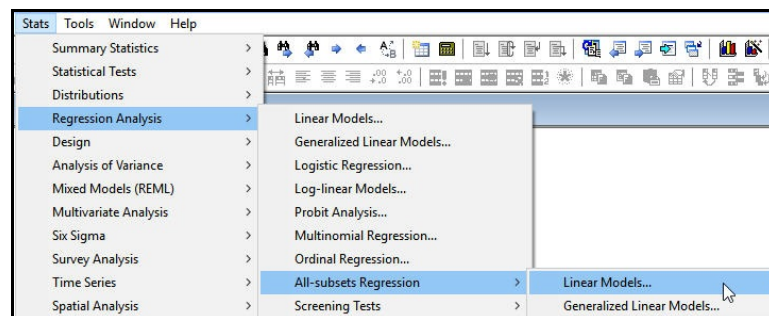 Stats Tools Window Help
Summary Statistics
Statistical Tests
Distributions
Regression Analysis
Linear Models...
Design
Generalized Linear Models...
Analysis of Variance
Logistic Regression...
Mixed Models (REML)
Log-linear Models...
Multivariate Analysis
Probit Analysis...
Six Sigma
Multinomial Regression...
Survey Analysis
Ordinal Regression...
Time Series
All-subsets Regression
Linear Models...
Spatial Analysis
Screening Tests
Generalized Linear Models...